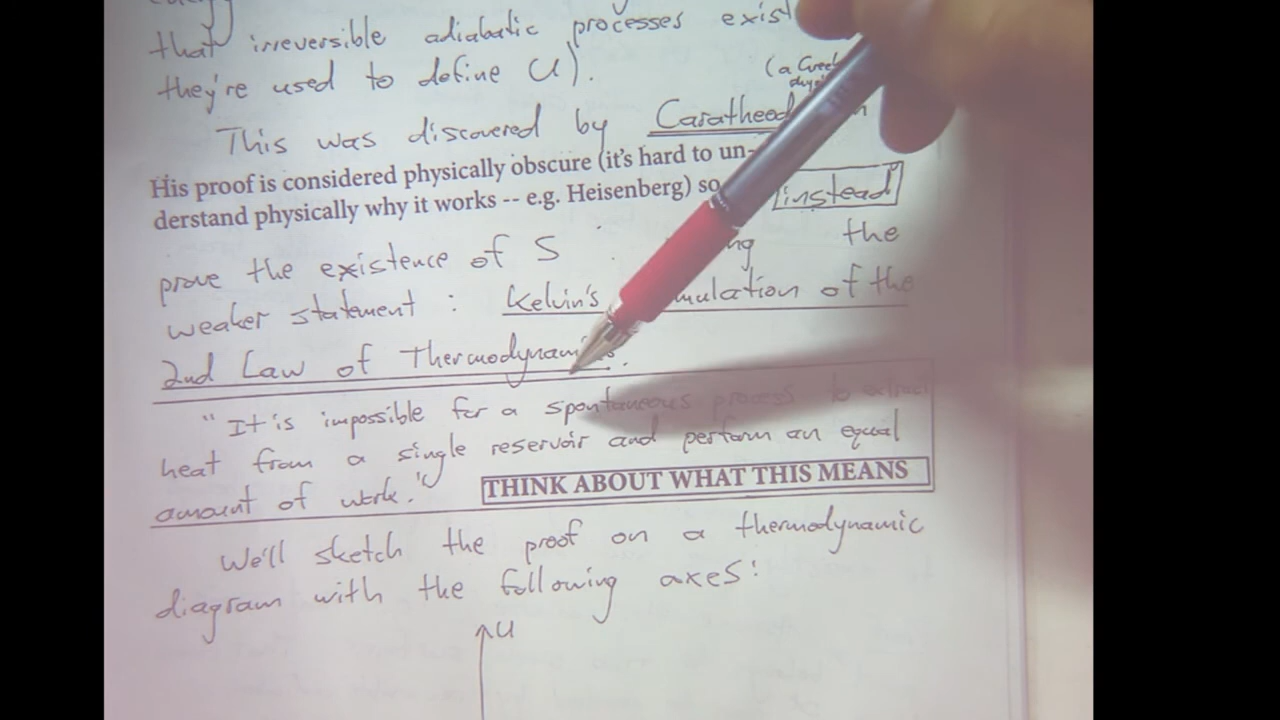 that irreversible adiabatic processes exist
they're used to define U).
(a Greek
This was discovered by
His proof is considered physically obscure (it's hard to un-
derstand physically why it works -- e.g. Heisenberg) so instead
prove the existence of S the
weaker statement : Kelvin's of the
2nd Law of Thermodynamics.
"It is impossible for a spontaneous process to extract
heat from a single reservoir and perform an equal
amount of work."
THINK ABOUT WHAT THIS MEANS
We'll sketch the proof on a thermodynamic
diagram with the following axes:
U